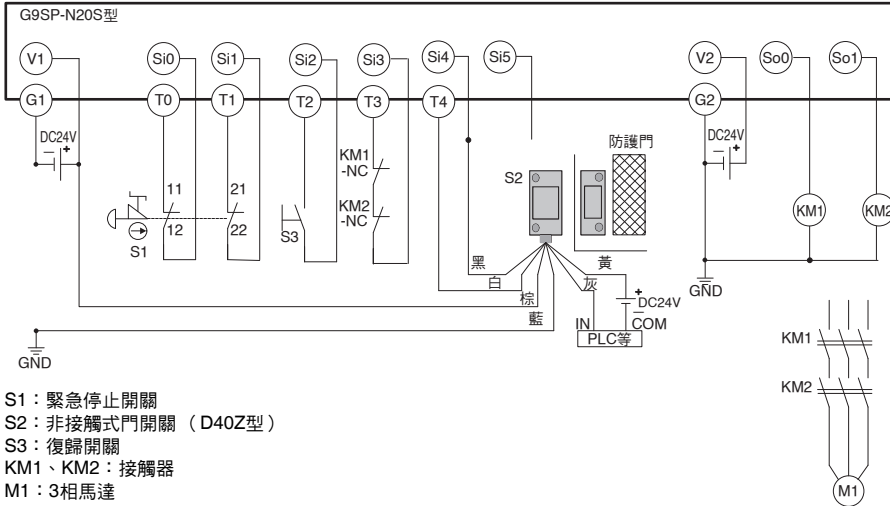 G9SP-N20S型
V1 Si0 Si1 Si2 Si3 Si4 Si5 V2 So0 So1
G1 T0 T1 T2 T3 T4 G2
DC24V
− +
DC24V
− +
防護門
KM1
-NC
KM2
-NC
S2
11
12
21
22
S1
S3
KM1
KM2
黑
白
棕
藍
黃
灰
+
DC24V
−
IN
COM
PLC等
GND
GND
KM1
KM2
M1
S1：緊急停止開關
S2：非接觸式門開關（D40Z型）
S3：復歸開關
KM1、KM2：接觸器
M1：3相馬達